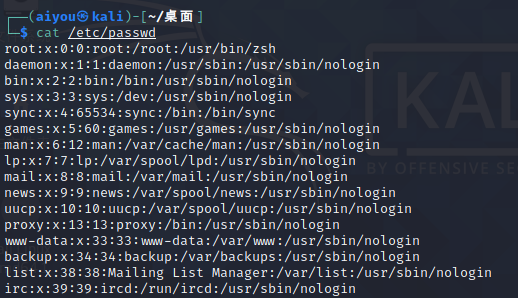 ┌──(aiyou㉿kali)-[~/桌面]
└─$ cat /etc/passwd
root:x:0:0:root:/root:/usr/bin/zsh
daemon:x:1:1:daemon:/usr/sbin:/usr/sbin/nologin
bin:x:2:2:bin:/bin:/usr/sbin/nologin
sys:x:3:3:sys:/dev:/usr/sbin/nologin
sync:x:4:65534:sync:/bin:/bin/sync
games:x:5:60:games:/usr/games:/usr/sbin/nologin
man:x:6:12:man:/var/cache/man:/usr/sbin/nologin
lp:x:7:7:lp:/var/spool/lpd:/usr/sbin/nologin
mail:x:8:8:mail:/var/mail:/usr/sbin/nologin
news:x:9:9:news:/var/spool/news:/usr/sbin/nologin
uucp:x:10:10:uucp:/var/spool/uucp:/usr/sbin/nologin
proxy:x:13:13:proxy:/bin:/usr/sbin/nologin
www-data:x:33:33:www-data:/var/www:/usr/sbin/nologin
backup:x:34:34:backup:/var/backups:/usr/sbin/nologin
list:x:38:38:Mailing List Manager:/var/list:/usr/sbin/nologin
irc:x:39:39:ircd:/run/ircd:/usr/sbin/nologin
KAL
BY OFFENSIVE SE